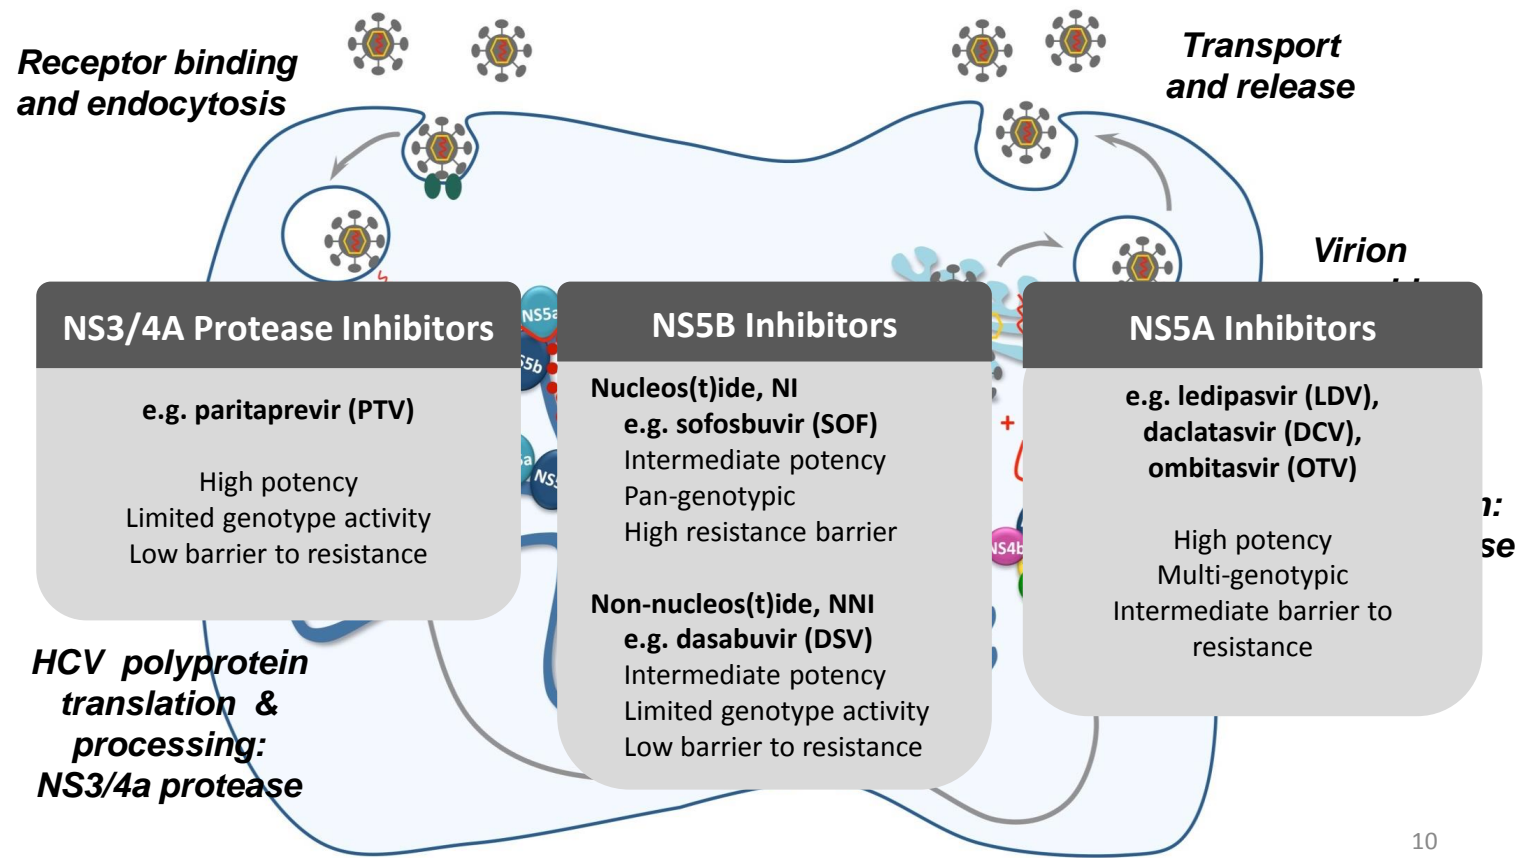 Receptor binding
and endocytosis
Transport
and release
Virion
NS3/4A Protease Inhibitors
e.g. paritaprevir (PTV)
High potency
Limited genotype activity
Low barrier to resistance
NS5a
NS5B Inhibitors
Nucleos(t)ide, NI
e.g. sofosbuvir (SOF)
Intermediate potency
Pan-genotypic
High resistance barrier
Non-nucleos(t)ide, NNI
e.g. dasabuvir (DSV)
Intermediate potency
Limited genotype activity
Low barrier to resistance
+
NS4b
NS5A Inhibitors
e.g. ledipasvir (LDV),
daclatasvir (DCV),
ombitasvir (OTV)
High potency
Multi-genotypic
Intermediate barrier to
resistance
HCV polyprotein
translation &
processing:
NS3/4a protease
10